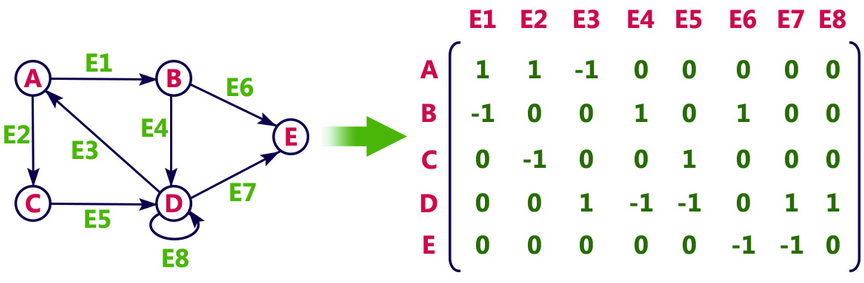 E1 E2 E3 E4 E5 E6 E7 E8
A 1 1 -1 0 0 0 0 0
B -1 0 0 1 0 1 0 0
C 0 -1 0 0 1 0 0 0
D 0 0 1 -1 -1 0 1 1
E 0 0 0 0 0 -1 -1 0
A E1 B
E6
E2 E3 E4 E
C E5 D E7
E8